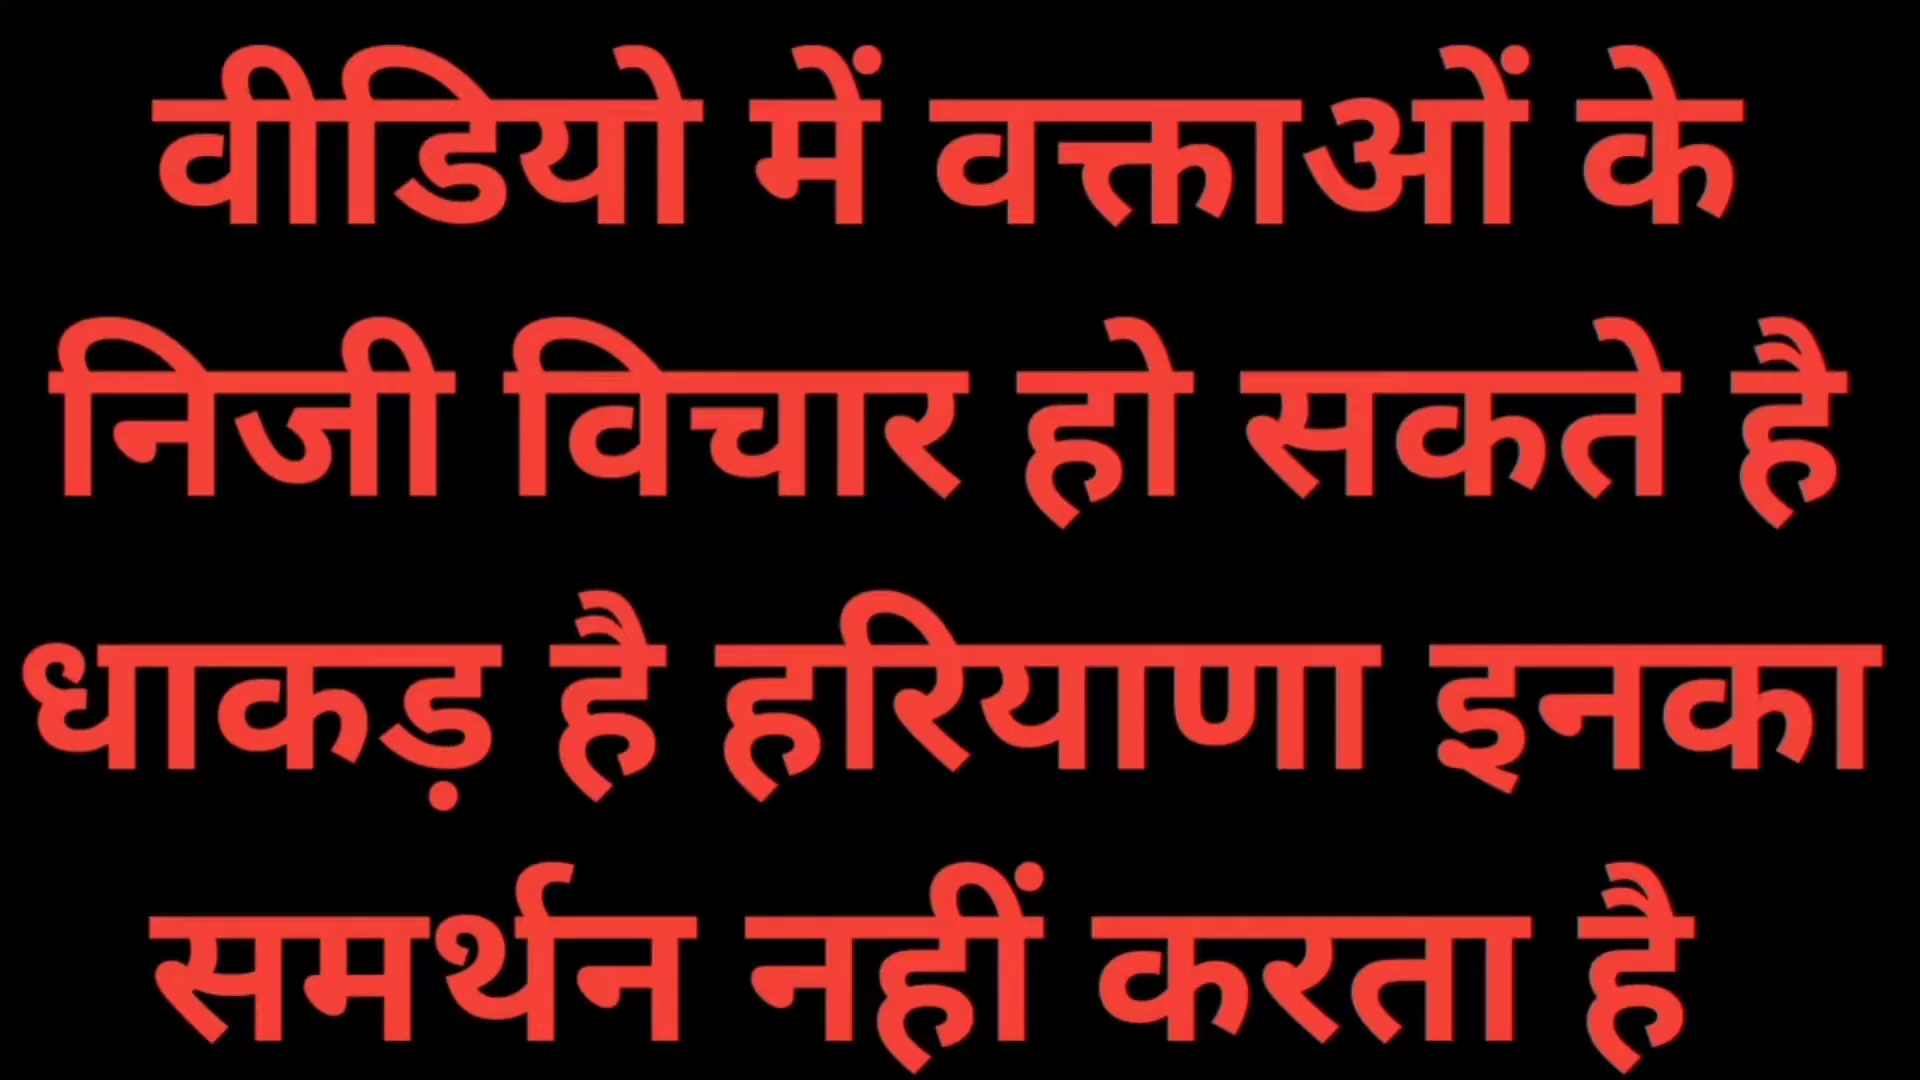 वीडियो में वक्ताओं के
निजी विचार हो सकते है
धाकड़ है हरियाणा इनका
समर्थन नहीं करता है